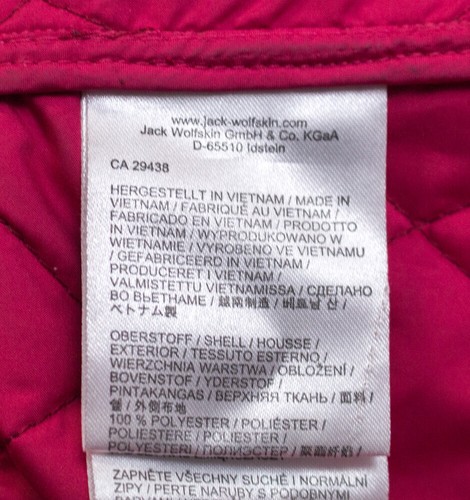 www.jack-wolfskin.com
Jack Wolfskin GmbH & Co. KGaA
D-65510 Idstein
CA 29438
HERGESTELLT IN VIETNAM / MADE IN
VIETNAM / FABRIQUÉ AU VIETNAM /
FABRICADO EN VIETNAM / PRODOTTO
IN VIETNAM / WYPRODUKOWANO W
WIETNAMIE / VYROBENO VE VIETNAMU
/ GEFABRICEERD IN VIETNAM /
PRODUCERET I VIETNAM /
VALMISTETTU VIETNAMISSA / СДЕЛАНО
ВО ВЬЕТНАМЕ / 越南制造 / 베트남 산 /
ベトナム製
OBERSTOFF / SHELL / HOUSSE /
EXTERIOR / TESSUTO ESTERNO /
WIERZCHNIA WARSTWA / OBLOŽENÍ /
BOVENSTOF / YDERSTOF /
PINTAKANGAS / ВЕРХНЯЯ ТКАНЬ / 面料 /
/ 外側布地
100 % POLYESTER / POLYESTER /
POLIESTERE / POLIESTER /
POLYESTERI / ПОЛИЭСТЕР /
ZAPNĚTE VŠECHNY SUCHÉ I NORMÁLNÍ
ZIPY / PERTE NARUBY S PODOBNÝMI